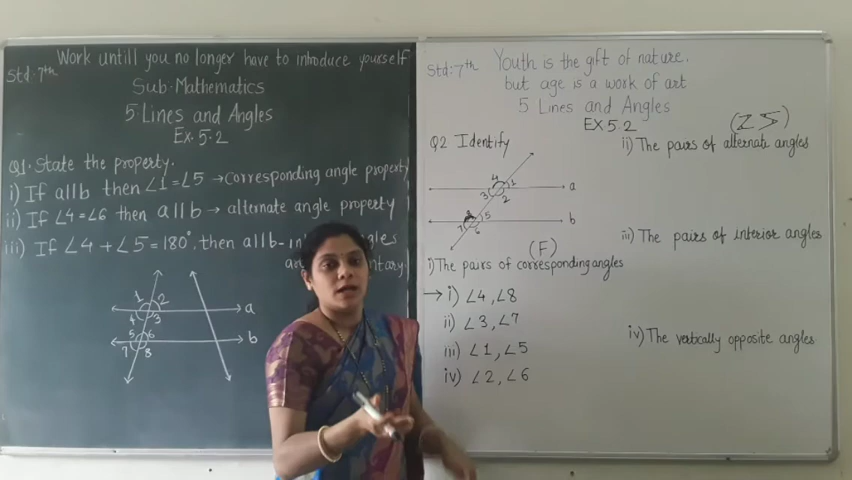 Work untill you no longer have to introduce yourself
Std:7th
Sub-Mathematics
5.Lines and Angles
Ex.5.2
Q1. State the property.
i) If a||b then ∠1=∠5 → corresponding angle property
ii) If ∠4=∠6 then a||b → alternate angle property
iii) If ∠4 + ∠5 = 180°, then a||b - in
gles
tary.
1 2
4 3
a
5 6
7 8
b
Std:7th
Youth is the gift of nature.
but age is a work of art
5 Lines and Angles
EX 5.2
Q2 Identify
4 1
3 2
a
8 5
7 6
b
(F)
i) The pairs of corresponding angles
→ i) ∠4, ∠8
ii) ∠3, ∠7
iii) ∠1, ∠5
iv) ∠2, ∠6
ii) The pairs of alternate angles
iii) The pairs of interior angles
iv) The vertically opposite angles